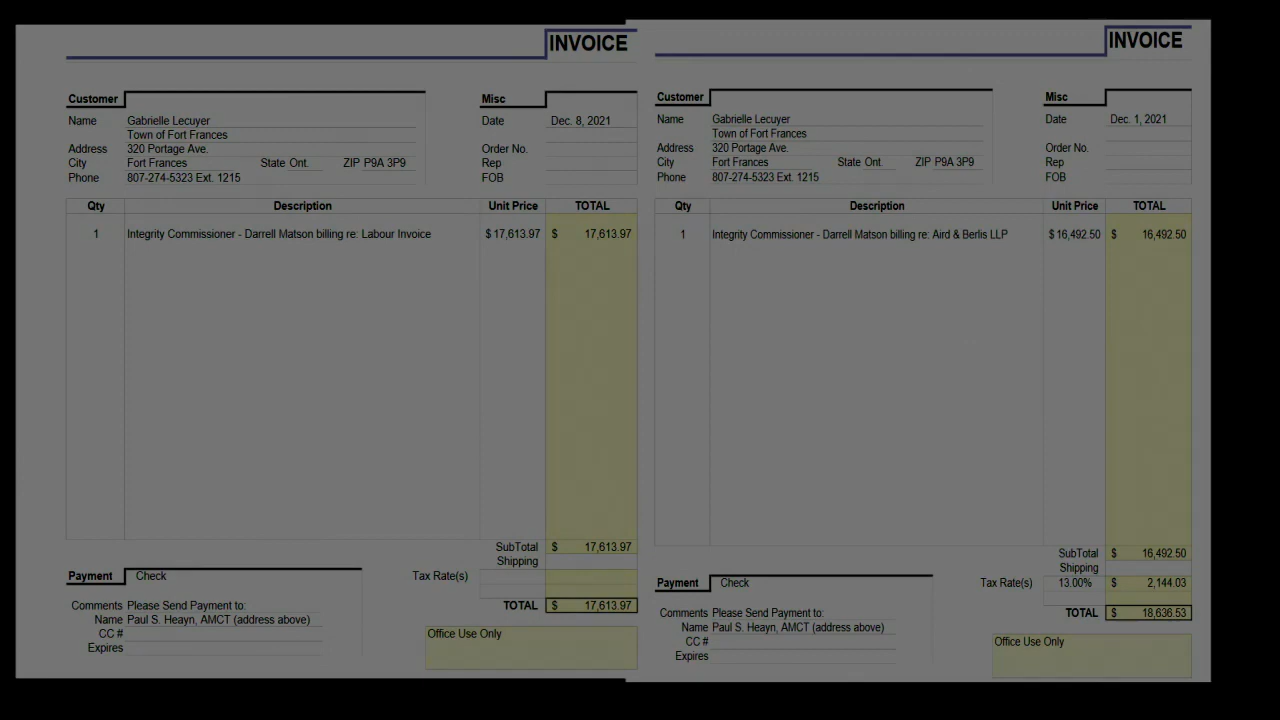 INVOICE
Customer
Misc
Name Gabrielle Lecuyer
Date Dec. 8, 2021
Town of Fort Frances
Address 320 Portage Ave.
Order No.
City Fort Frances State Ont. ZIP P9A 3P9
Rep
Phone 807-274-5323 Ext. 1215
FOB
Qty Description Unit Price TOTAL
1 Integrity Commissioner - Darrell Matson billing re: Labour Invoice $ 17,613.97 $ 17,613.97
SubTotal $ 17,613.97
Shipping
Payment Check
Tax Rate(s)
Comments Please Send Payment to:
TOTAL $ 17,613.97
Name Paul S. Heayn, AMCT (address above)
CC #
Expires
Office Use Only
INVOICE
Customer
Misc
Name Gabrielle Lecuyer
Date Dec. 1, 2021
Town of Fort Frances
Address 320 Portage Ave.
Order No.
City Fort Frances State Ont ZIP P9A 3P9
Rep
Phone 807-274-5323 Ext. 1215
FOB
Qty Description Unit Price TOTAL
1 Integrity Commissioner - Darrell Matson billing re: Aird & Berlis LLP $ 16,492.50 $ 16,492.50
SubTotal $ 16,492.50
Shipping
Payment Check
Tax Rate(s) 13.00% $ 2,144.03
Comments Please Send Payment to:
TOTAL $ 18,636.53
Name Paul S. Heayn, AMCT (address above)
CC #
Expires
Office Use Only